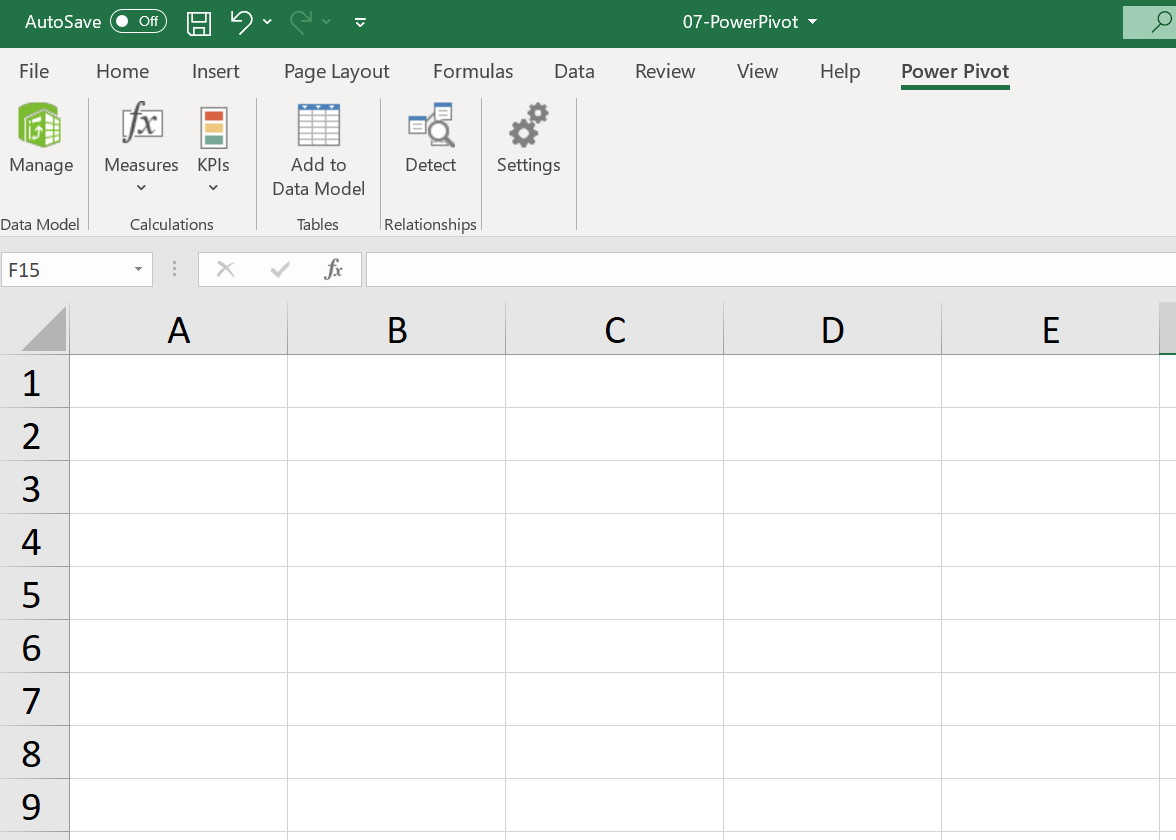 AutoSave Off 07-PowerPivot
File Home Insert Page Layout Formulas Data Review View Help Power Pivot
Manage Measures KPIs Add to Detect Settings
Data Model
Data Model Calculations Tables Relationships
F15 fx
A B C D E
1
2
3
4
5
6
7
8
9